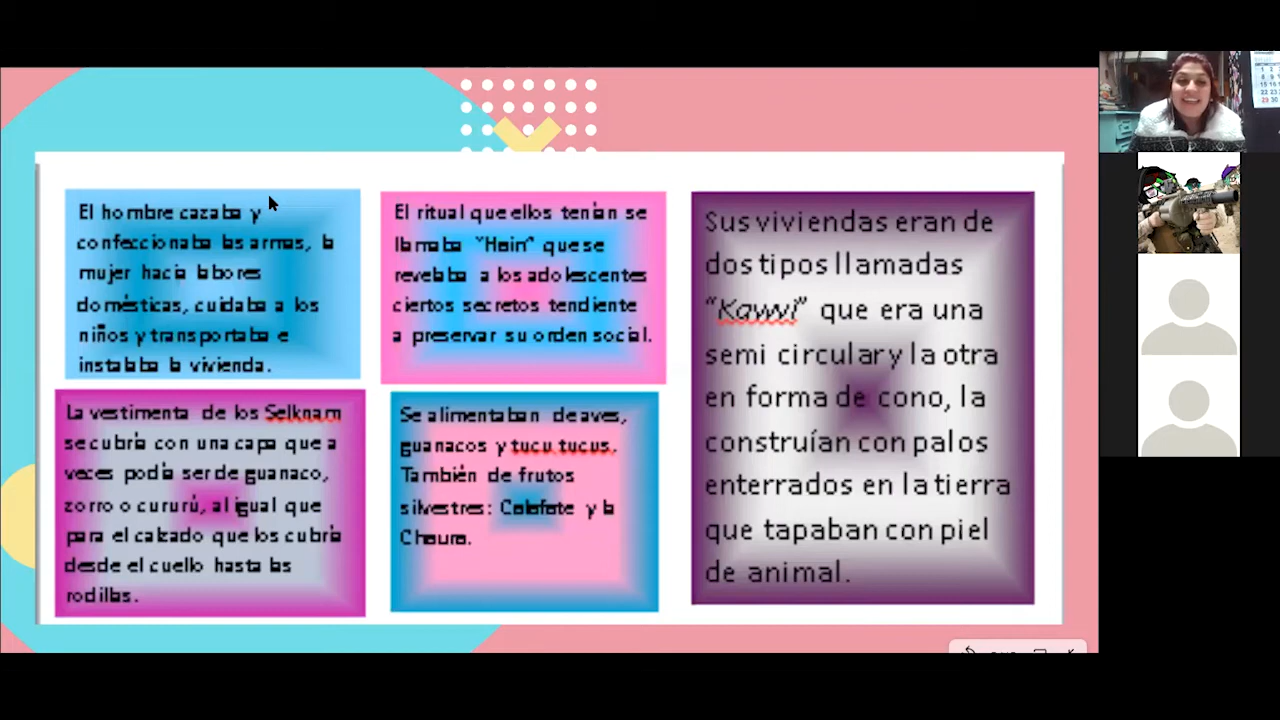 El hombre cazaba y
confeccionaba las armas, la
mujer hacia labores
domésticas, cuidaba a los
niños y transportaba e
instalaba la vivienda.
El ritual que ellos tenían se
llamaba "Hain" que se
revelaba a los adolescentes
ciertos secretos tendiente
a preservar su orden social.
La vestimenta de los Selknam
se cubría con una capa que a
veces podía ser de guanaco,
zorro o cururú, al igual que
para el calzado que los cubría
desde el cuello hasta las
rodillas.
Se alimentaban de aves,
guanacos y tucu tucus.
También de frutos
silvestres: Calafate y la
Chaura.
Sus viviendas eran de
dos tipos llamadas
"Kavvi" que era una
semi circular y la otra
en forma de cono, la
construían con palos
enterrados en la tierra
que tapaban con piel
de animal.